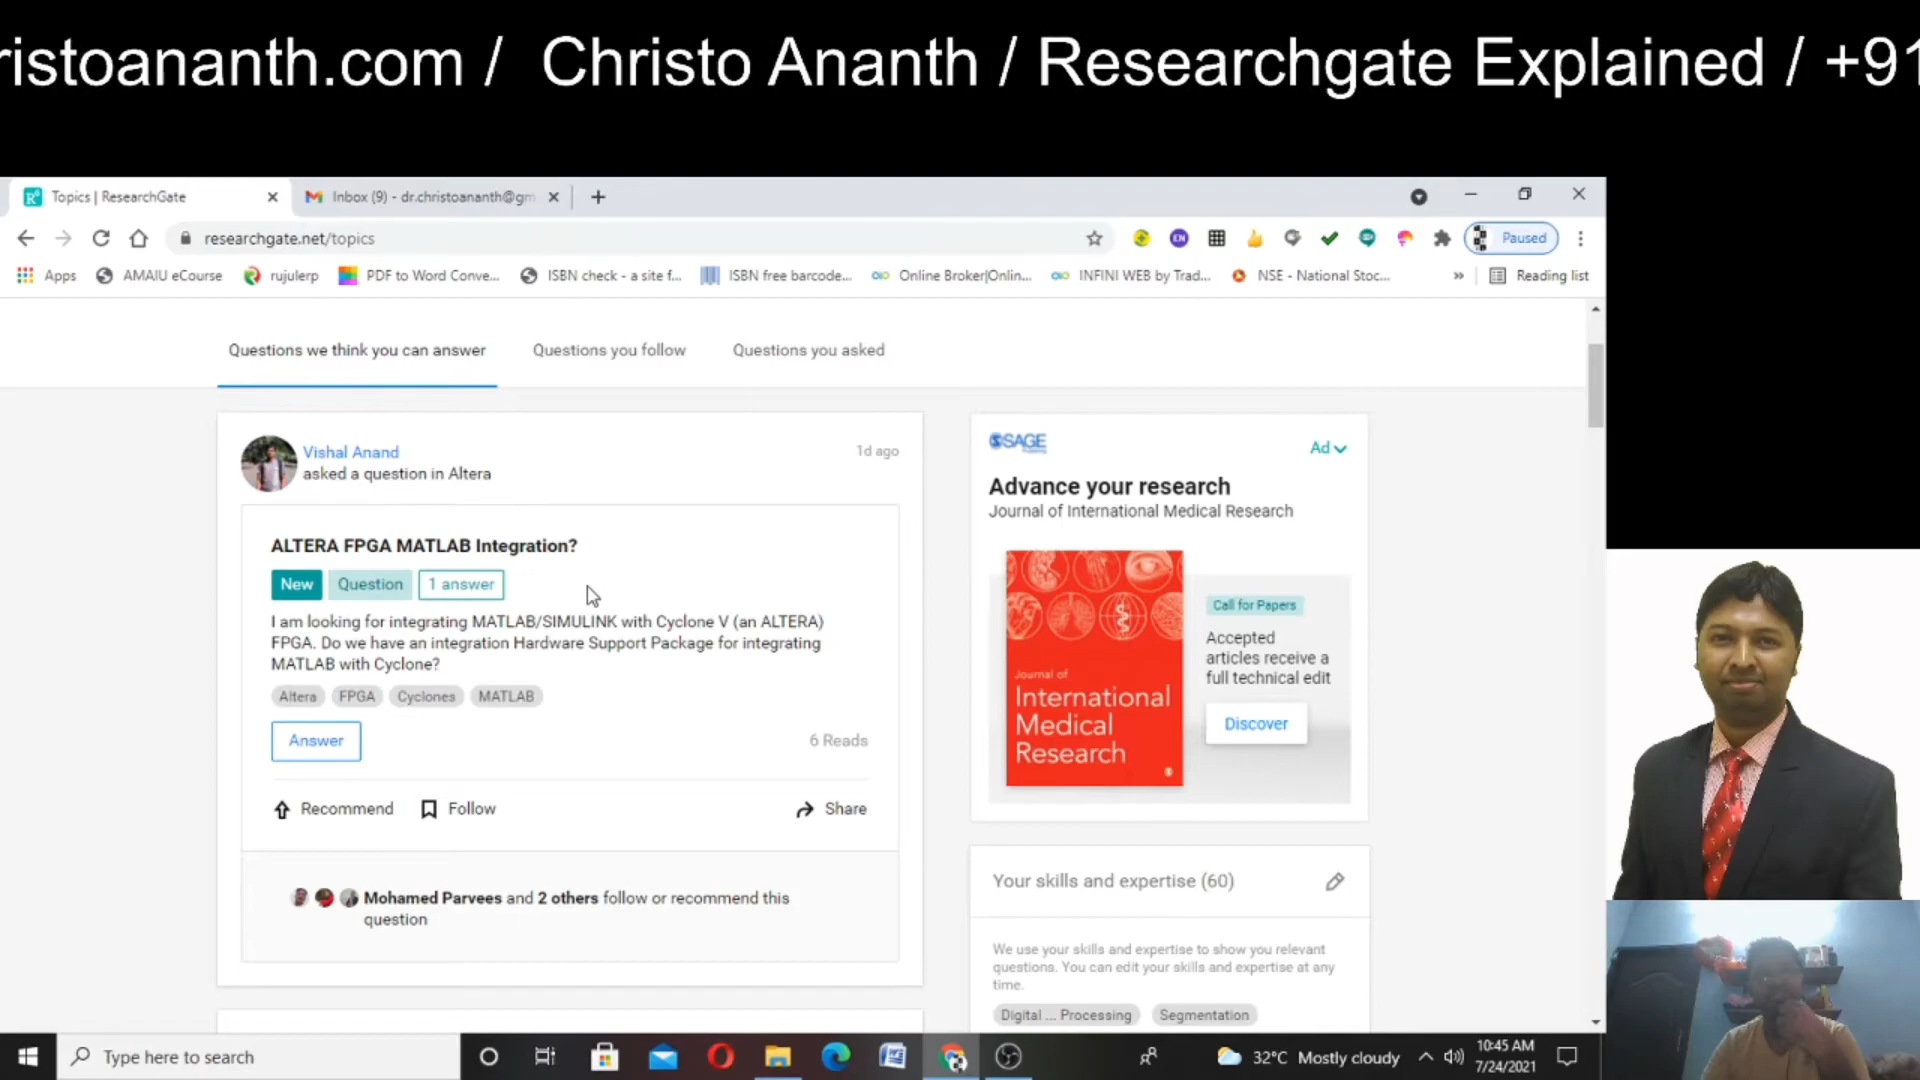 ristoananth.com / Christo Ananth / Researchgate Explained / +91
Topics | ResearchGate
Inbox (9) - dr.christoananth@gm
researchgate.net/topics
Paused
Apps
AMAIU eCourse
rujulerp
PDF to Word Conve...
ISBN check - a site f...
ISBN free barcode...
Online Broker|Onlin...
INFINI WEB by Trad...
NSE - National Stoc...
»
Reading list
Questions we think you can answer
Questions you follow
Questions you asked
Vishal Anand
1d ago
asked a question in Altera
ALTERA FPGA MATLAB Integration?
New
Question
1 answer
I am looking for integrating MATLAB/SIMULINK with Cyclone V (an ALTERA)
FPGA. Do we have an integration Hardware Support Package for integrating
MATLAB with Cyclone?
Altera
FPGA
Cyclones
MATLAB
Answer
6 Reads
Recommend
Follow
Share
Mohamed Parvees and 2 others follow or recommend this
question
SAGE
Ad
Advance your research
Journal of International Medical Research
Journal of
International
Medical
Research
Call for Papers
Accepted
articles receive a
full technical edit
Discover
Your skills and expertise (60)
We use your skills and expertise to show you relevant
questions. You can edit your skills and expertise at any
time.
Digital ... Processing
Segmentation
Type here to search
32°C Mostly cloudy
10:45 AM
7/24/2021